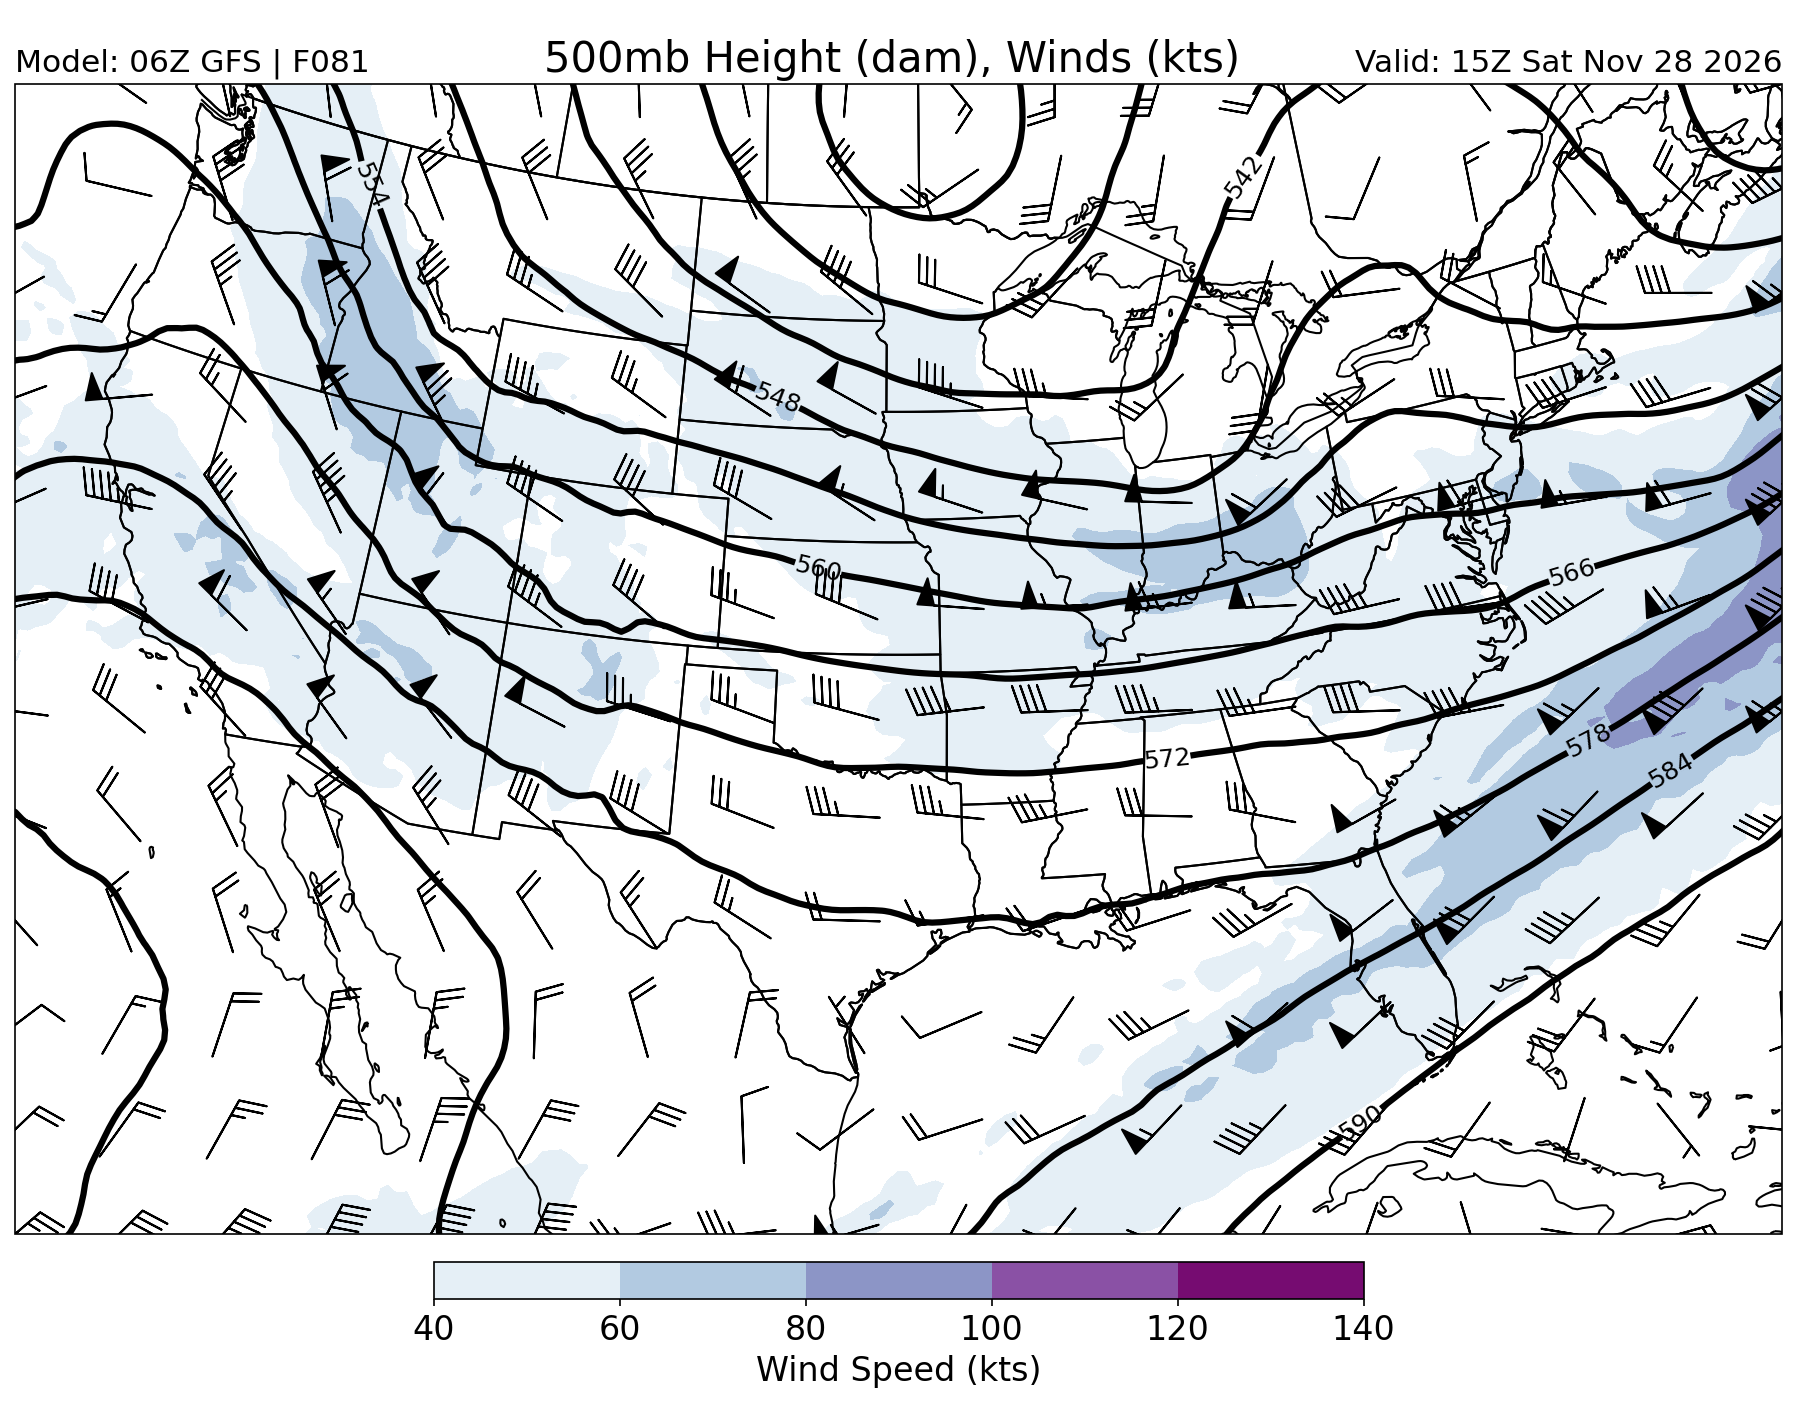 Model: 06Z GFS | F081
500mb Height (dam), Winds (kts)
Valid: 15Z Sat Nov 28 2026
554
542
548
560
566
572
578
584
590
40 60 80 100 120 140
Wind Speed (kts)